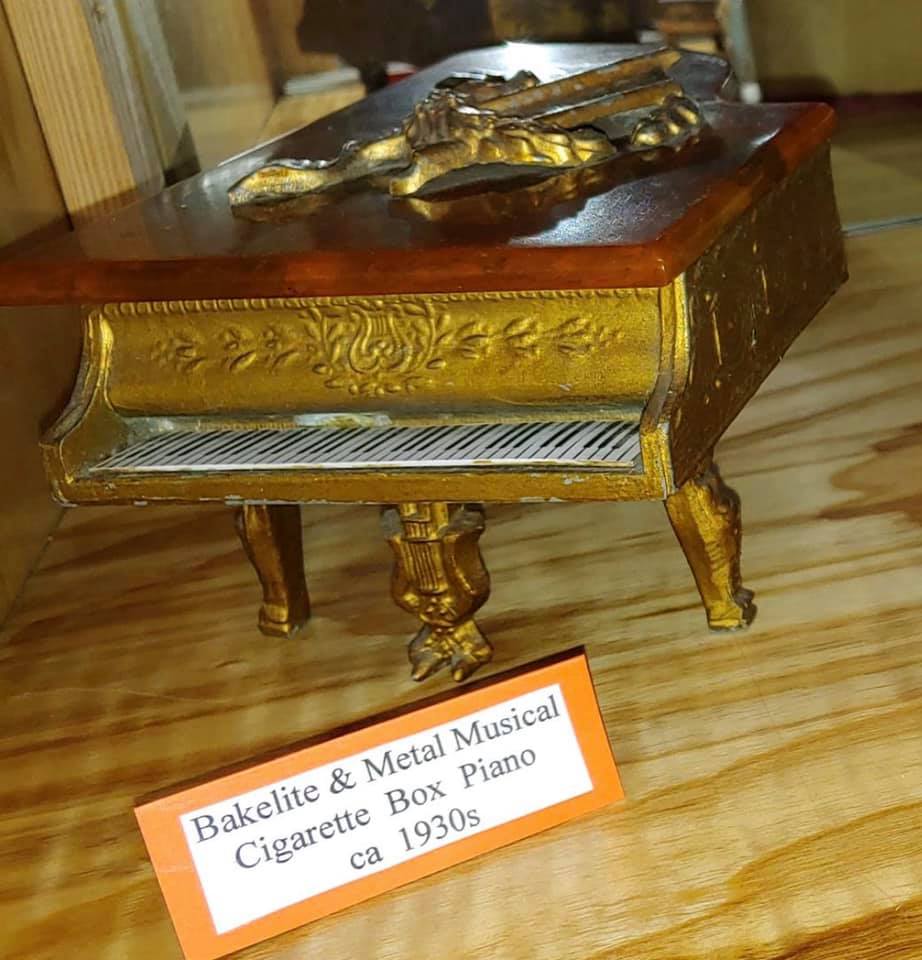 Bakelite & Metal Musical
Cigarette Box Piano
ca 1930s